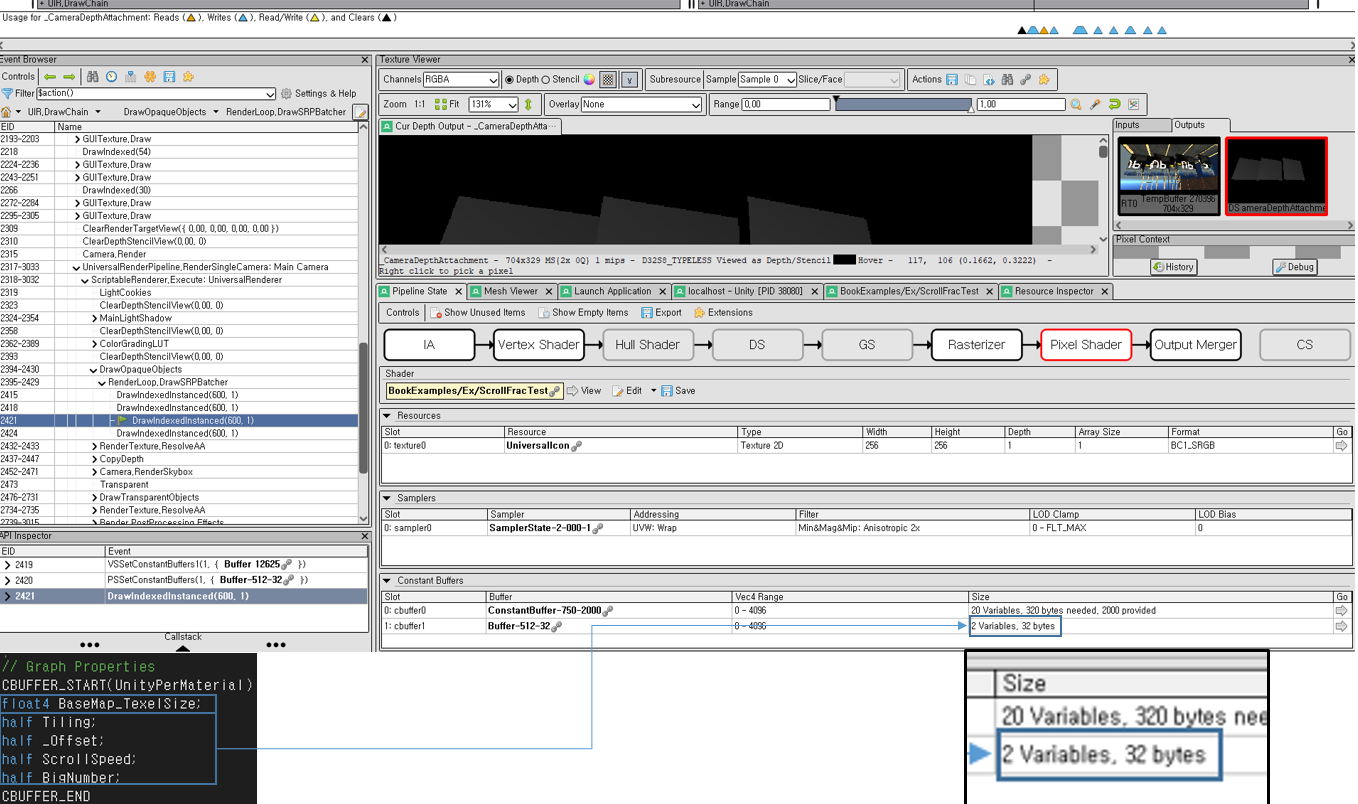 + UIR,DrawChain
+ UIR,DrawChain
Usage for _CameraDepthAttachment: Reads ( ), Writes ( ), Read/Write ( ), and Clears ( )
Event Browser
Controls
Filter $action() Settings & Help
UIR,DrawChain DrawOpaqueObjects RenderLoop,DrawSRPBatcher
EID Name
2193-2203 GUITexture,Draw
2218 DrawIndexed(54)
2224-2236 GUITexture,Draw
2243-2251 GUITexture,Draw
2266 DrawIndexed(30)
2272-2284 GUITexture,Draw
2295-2305 GUITexture,Draw
2309 ClearRenderTargetView({ 0,00, 0,00, 0,00, 0,00 })
2310 ClearDepthStencilView(0,00, 0)
2315 Camera,Render
2317-3033 UniversalRenderPipeline,RenderSingleCamera: Main Camera
2318-3032 ScriptableRenderer,Execute: UniversalRenderer
2319 LightCookies
2323 ClearDepthStencilView(0,00, 0)
2324-2354 MainLightShadow
2358 ClearDepthStencilView(0,00, 0)
2362-2389 ColorGradingLUT
2393 ClearDepthStencilView(0,00, 0)
2394-2430 DrawOpaqueObjects
2395-2429 RenderLoop,DrawSRPBatcher
2415 DrawIndexedInstanced(600, 1)
2418 DrawIndexedInstanced(600, 1)
2421 DrawIndexedInstanced(600, 1)
2424 DrawIndexedInstanced(600, 1)
2432-2433 RenderTexture,ResolveAA
2437-2447 CopyDepth
2452-2471 Camera,RenderSkybox
2473 Transparent
2476-2731 DrawTransparentObjects
2734-2735 RenderTexture,ResolveAA
2739-3015 Render PostProcessing Effects
API Inspector
EID Event
2419 VSSetConstantBuffers1(1, { Buffer 12625 })
2420 PSSetConstantBuffers(1, { Buffer-512-32 })
2421 DrawIndexedInstanced(600, 1)
Callstack
Texture Viewer
Channels RGBA Depth Stencil Subresource Sample Sample 0 Slice/Face Actions
Zoom 1:1 Fit 131% Overlay None Range 0,00 1,00
Cur Depth Output - _CameraDepthAtta...
Inputs Outputs
RT0 TempBuffer 270396 704x329
DS ameraDepthAttachme
_CameraDepthAttachment - 704x329 MS{2x 0Q} 1 mips - D32S8_TYPELESS Viewed as Depth/Stencil Hover - 117, 106 (0.1662, 0.3222) -
Right click to pick a pixel
Pixel Context
History Debug
Pipeline State Mesh Viewer Launch Application localhost - Unity [PID 38080] BookExamples/Ex/ScrollFracTest Resource Inspector
Controls Show Unused Items Show Empty Items Export Extensions
IA Vertex Shader Hull Shader DS GS Rasterizer Pixel Shader Output Merger CS
Shader
BookExamples/Ex/ScrollFracTest View Edit Save
Resources
Slot Resource Type Width Height Depth Array Size Format Go
0: texture0 UniversalIcon Texture 2D 256 256 1 1 BC1_SRGB
Samplers
Slot Sampler Addressing Filter LOD Clamp LOD Bias
0: sampler0 SamplerState-2-000-1 UVW: Wrap Min&Mag&Mip: Anisotropic 2x 0 - FLT_MAX 0
Constant Buffers
Slot Buffer Vec4 Range Size Go
0: cbuffer0 ConstantBuffer-750-2000 0 - 4096 20 Variables, 320 bytes needed, 2000 provided
1: cbuffer1 Buffer-512-32 0 - 4096 2 Variables, 32 bytes
// Graph Properties
CBUFFER_START(UnityPerMaterial)
float4 BaseMap_TexelSize;
half Tiling;
half _Offset;
half ScrollSpeed;
half BigNumber;
CBUFFER_END
Size
20 Variables, 320 bytes nee
2 Variables, 32 bytes